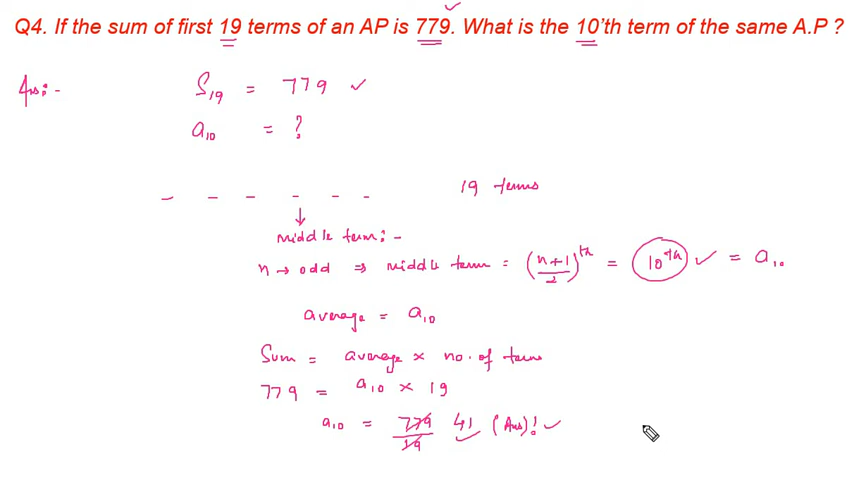 Q4. If the sum of first 19 terms of an AP is 779. What is the 10'th term of the same A.P ?
Ans:- S19 = 779 ✓
a10 = ?
19 terms
middle term:-
n → odd ⇒ middle term = (n+1/2)th = 10th ✓ = a10
average = a10
Sum = average × no. of terms
779 = a10 × 19
a10 = 779/19 41 (Ans)! ✓